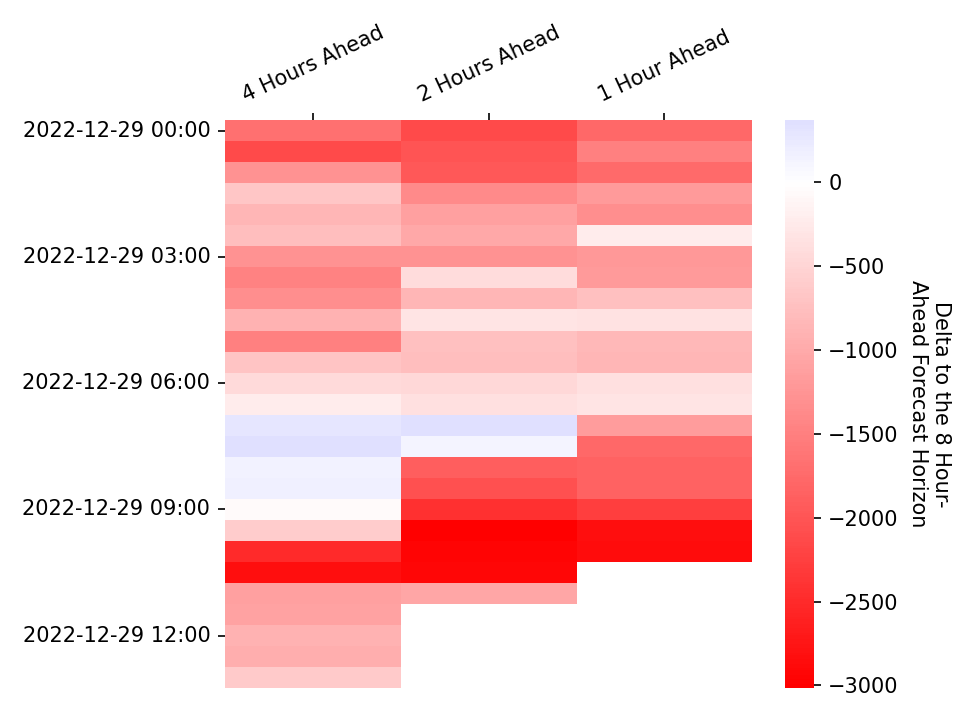 4 Hours Ahead
2 Hours Ahead
1 Hour Ahead
2022-12-29 00:00
2022-12-29 03:00
2022-12-29 06:00
2022-12-29 09:00
2022-12-29 12:00
0
−500
−1000
−1500
−2000
−2500
−3000
Delta to the 8 Hour-
Ahead Forecast Horizon